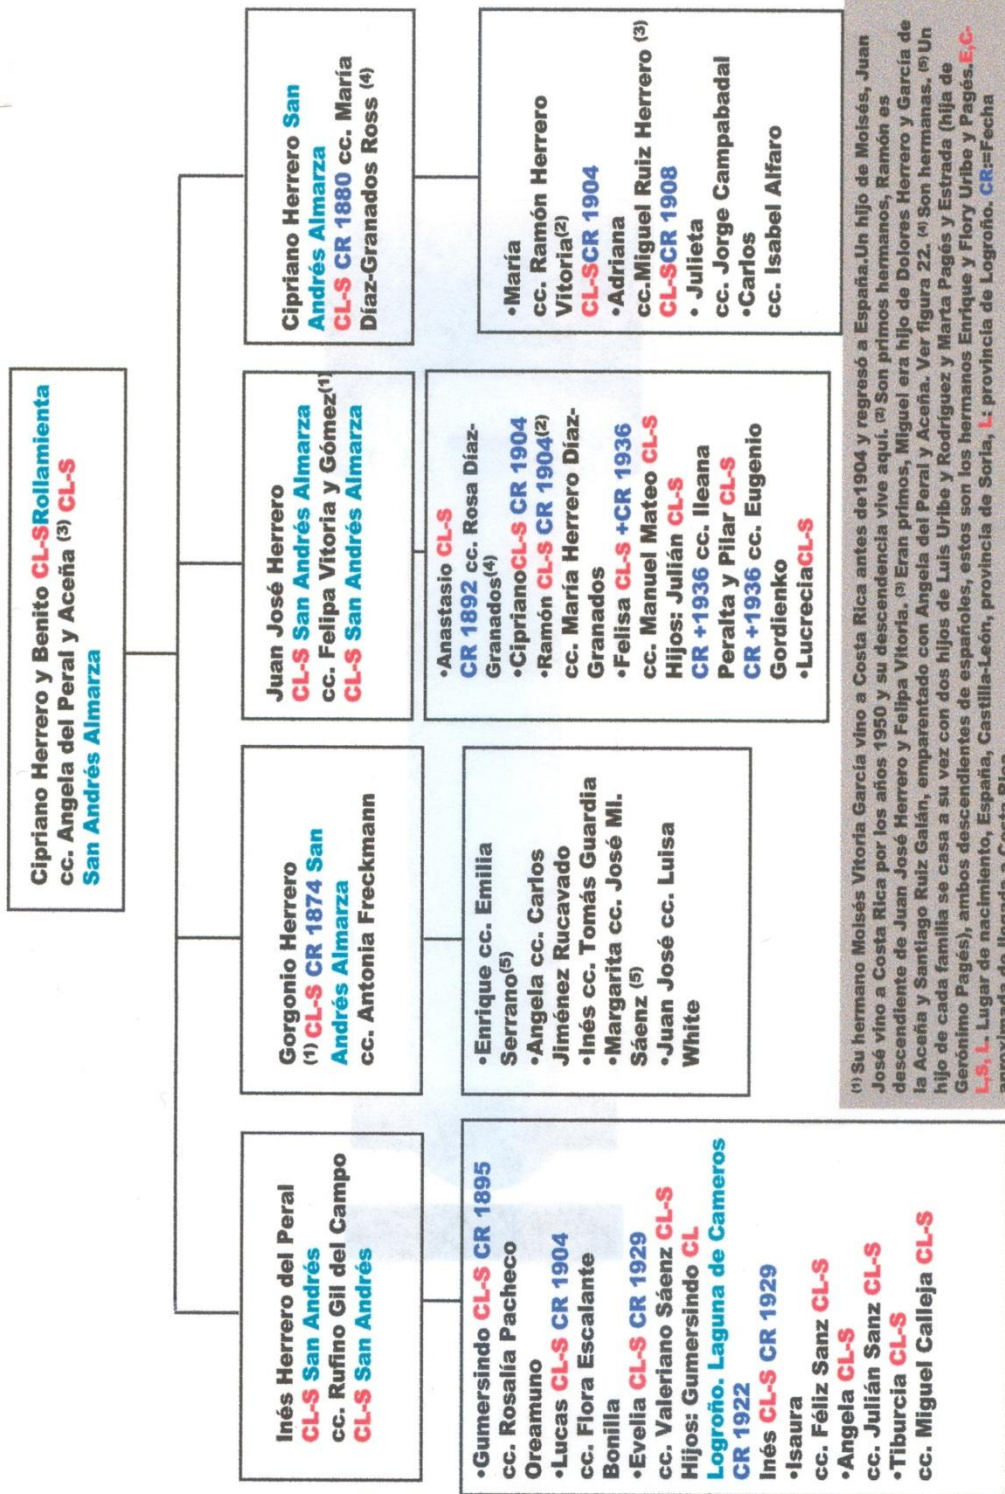 Cipriano Herrero y Benito CL-SRollamienta
cc. Angela del Peral y Aceña (3) CL-S
San Andrés Almarza
Inés Herrero del Peral
CL-S San Andrés
cc. Rufino Gil del Campo
CL-S San Andrés
Gorgonio Herrero
(1) CL-S CR 1874 San
Andrés Almarza
cc. Antonia Freckmann
Juan José Herrero
CL-S San Andrés Almarza
cc. Felipa Vitoria y Gómez(1)
CL-S San Andrés Almarza
Cipriano Herrero San
Andrés Almarza
CL-S CR 1880 cc. María
Díaz-Granados Ross (4)
•Gumersindo CL-S CR 1895
cc. Rosalía Pacheco
Oreamuno
•Lucas CL-S CR 1904
cc. Flora Escalante
Bonilla
•Evelia CL-S CR 1929
cc. Valeriano Sáenz CL-S
Hijos: Gumersindo CL
Logroño. Laguna de Cameros
CR 1922
Inés CL-S CR 1929
•Isaura
cc. Féliz Sanz CL-S
•Angela CL-S
cc. Julián Sanz CL-S
•Tiburcia CL-S
cc. Miguel Calleja CL-S
•Enrique cc. Emilia
Serrano(5)
•Angela cc. Carlos
Jiménez Rucavado
•Inés cc. Tomás Guardia
•Margarita cc. José Ml.
Sáenz (5)
•Juan José cc. Luisa
White
•Anastasio CL-S
CR 1892 cc. Rosa Díaz-
Granados(4)
•CiprianoCL-S CR 1904
•Ramón CL-S CR 1904(2)
cc. María Herrero Díaz-
Granados
•Felisa CL-S +CR 1936
cc. Manuel Mateo CL-S
Hijos: Julián CL-S
CR +1936 cc. Ileana
Peralta y Pilar CL-S
CR +1936 cc. Eugenio
Gordienko
•LucreciaCL-S
•María
cc. Ramón Herrero
Vitoria(2)
CL-SCR 1904
•Adriana
cc.Miguel Ruiz Herrero (3)
CL-SCR 1908
• Julieta
cc. Jorge Campabadal
•Carlos
cc. Isabel Alfaro
(1) Su hermano Moisés Vitoria García vino a Costa Rica antes de1904 y regresó a España.Un hijo de Moisés, Juan
José vino a Costa Rica por los años 1950 y su descendencia vive aquí. (2) Son primos hermanos, Ramón es
descendiente de Juan José Herrero y Felipa Vitoria. (3) Eran primos, Miguel era hijo de Dolores Herrero y García de
la Aceña y Santiago Ruiz Galán, emparentado con Angela del Peral y Aceña. Ver figura 22. (4) Son hermanas. (5) Un
hijo de cada familia se casa a su vez con dos hijos de Luis Uribe y Rodríguez y Marta Pagés y Estrada (hija de
Gerónimo Pagés), ambos descendientes de españoles, estos son los hermanos Enrique y Flory Uribe y Pagés.E,C-
L,S, L. Lugar de nacimiento, España, Castilla-León, provincia de Soria, L: provincia de Logroño. CR:=Fecha
aproximada de llegada a Costa Rica